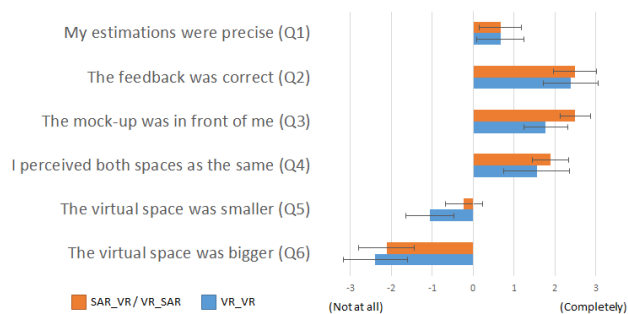 My estimations were precise (Q1)
The feedback was correct (Q2)
The mock-up was in front of me (Q3)
I perceived both spaces as the same (Q4)
The virtual space was smaller (Q5)
The virtual space was bigger (Q6)
-3 -2 -1 0 1 2 3
SAR_VR/ VR_SAR VR_VR (Not at all) (Completely)